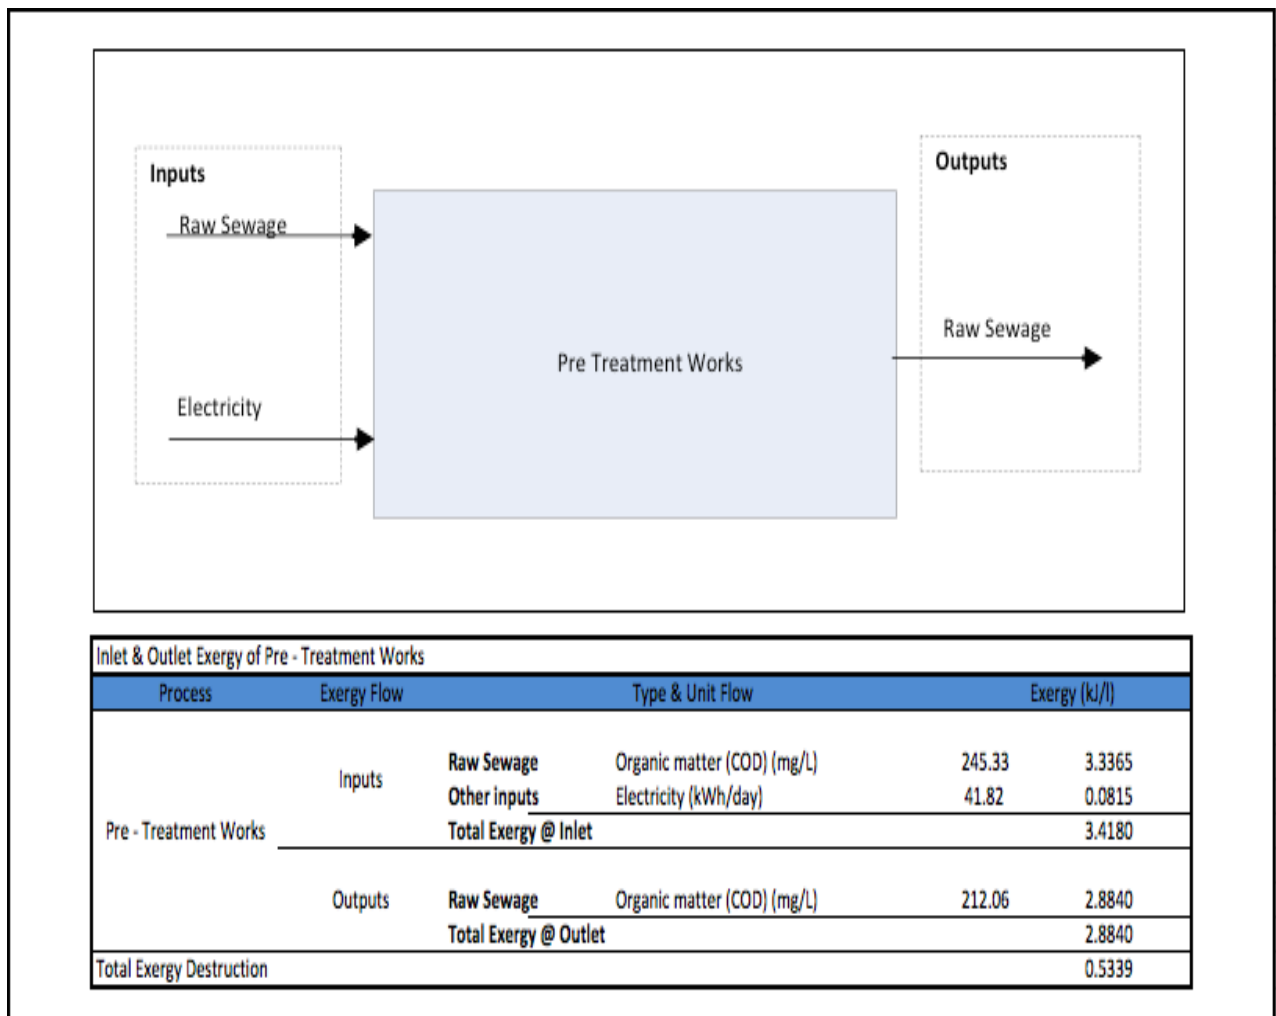 Inputs
Raw Sewage
Electricity
Pre Treatment Works
Outputs
Raw Sewage
Inlet & Outlet Exergy of Pre - Treatment Works
Process Exergy Flow Type & Unit Flow Exergy (kJ/l)
Pre - Treatment Works
Inputs
Raw Sewage Organic matter (COD) (mg/L) 245.33 3.3365
Other inputs Electricity (kWh/day) 41.82 0.0815
Total Exergy @ Inlet 3.4180
Outputs Raw Sewage Organic matter (COD) (mg/L) 212.06 2.8840
Total Exergy @ Outlet 2.8840
Total Exergy Destruction 0.5339